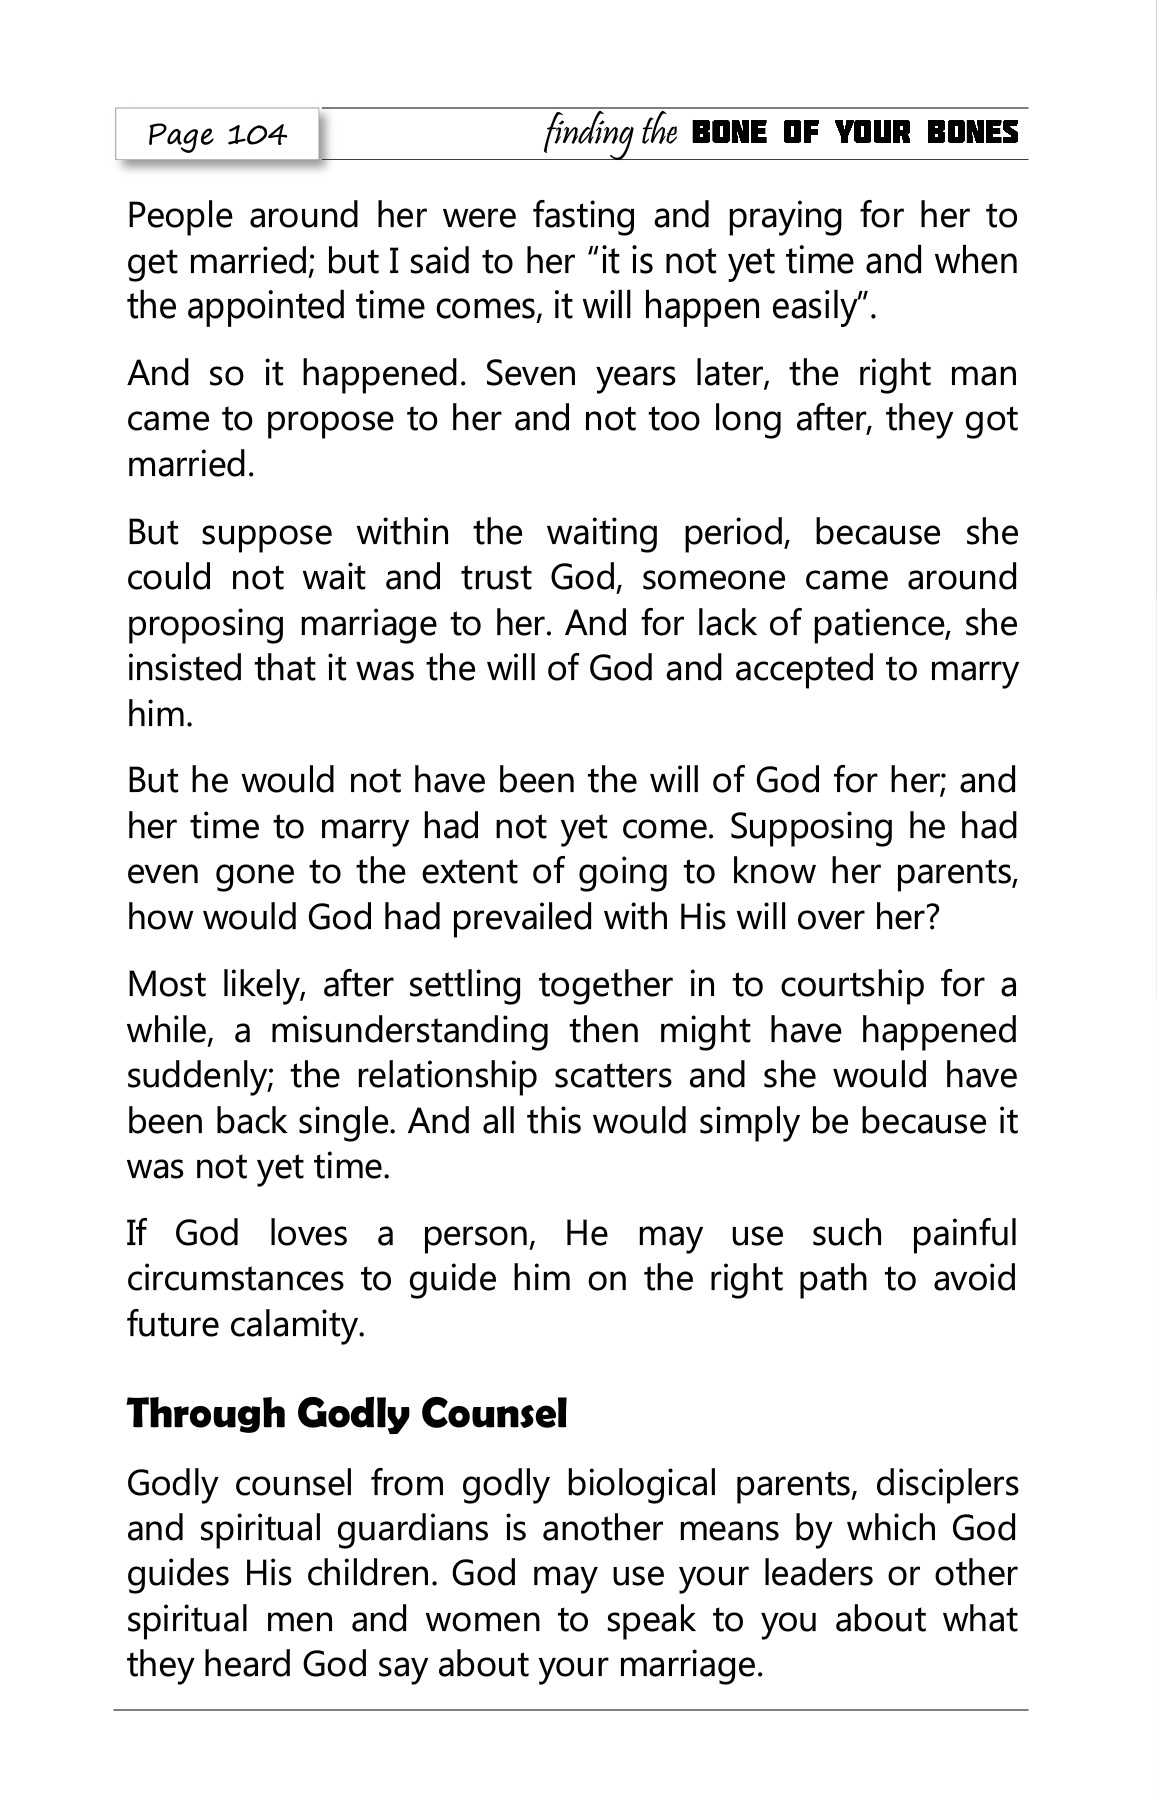 Page 104
finding the BONE OF YOUR BONES
People around her were fasting and praying for her to
get married; but I said to her “it is not yet time and when
the appointed time comes, it will happen easily”.
And so it happened. Seven years later, the right man
came to propose to her and not too long after, they got
married.
But suppose within the waiting period, because she
could not wait and trust God, someone came around
proposing marriage to her. And for lack of patience, she
insisted that it was the will of God and accepted to marry
him.
But he would not have been the will of God for her; and
her time to marry had not yet come. Supposing he had
even gone to the extent of going to know her parents,
how would God had prevailed with His will over her?
Most likely, after settling together in to courtship for a
while, a misunderstanding then might have happened
suddenly; the relationship scatters and she would have
been back single. And all this would simply be because it
was not yet time.
If God loves a person, He may use such painful
circumstances to guide him on the right path to avoid
future calamity.
Through Godly Counsel
Godly counsel from godly biological parents, disciplers
and spiritual guardians is another means by which God
guides His children. God may use your leaders or other
spiritual men and women to speak to you about what
they heard God say about your marriage.